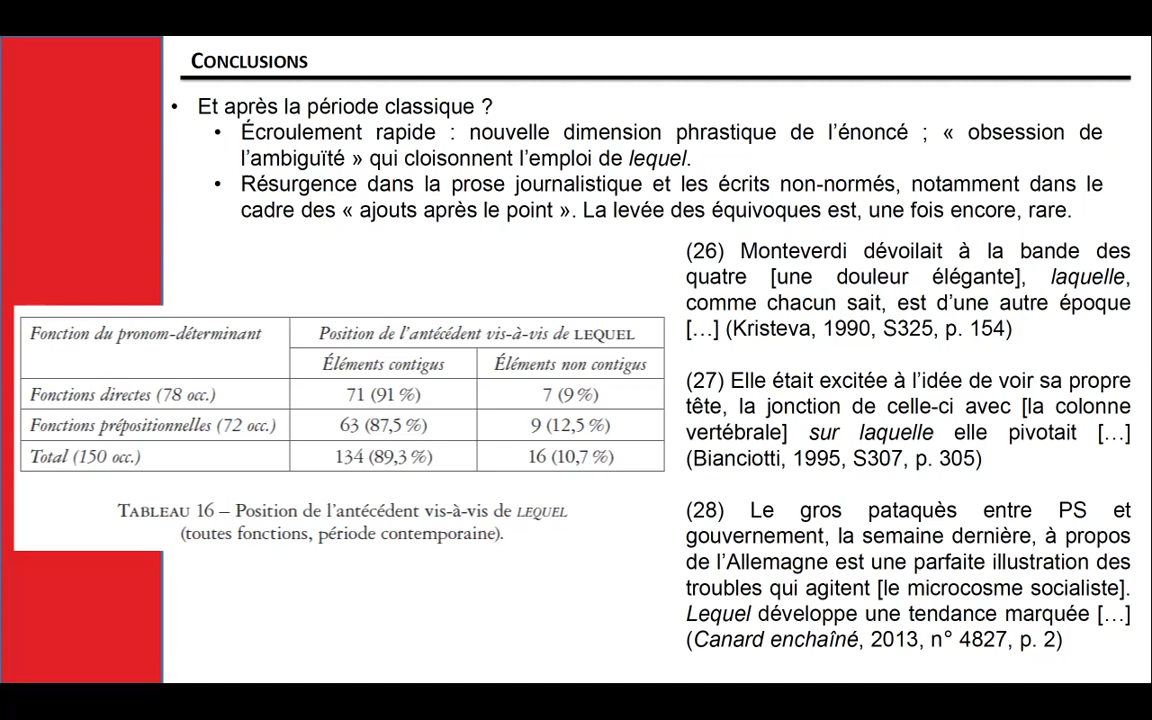 CONCLUSIONS
• Et après la période classique ?
• Écroulement rapide : nouvelle dimension phrastique de l'énoncé ; « obsession de
l'ambiguïté » qui cloisonnent l'emploi de lequel.
• Résurgence dans la prose journalistique et les écrits non-normés, notamment dans le
cadre des « ajouts après le point ». La levée des équivoques est, une fois encore, rare.
Fonction du pronom-déterminant Position de l'antécédent vis-à-vis de LEQUEL
Éléments contigus Éléments non contigus
Fonctions directes (78 occ.) 71 (91 %) 7 (9 %)
Fonctions prépositionnelles (72 occ.) 63 (87,5 %) 9 (12,5 %)
Total (150 occ.) 134 (89,3 %) 16 (10,7 %)
TABLEAU 16 – Position de l'antécédent vis-à-vis de LEQUEL
(toutes fonctions, période contemporaine).
(26) Monteverdi dévoilait à la bande des
quatre [une douleur élégante], laquelle,
comme chacun sait, est d'une autre époque
[…] (Kristeva, 1990, S325, p. 154)
(27) Elle était excitée à l'idée de voir sa propre
tête, la jonction de celle-ci avec [la colonne
vertébrale] sur laquelle elle pivotait […]
(Bianciotti, 1995, S307, p. 305)
(28) Le gros pataquès entre PS et
gouvernement, la semaine dernière, à propos
de l'Allemagne est une parfaite illustration des
troubles qui agitent [le microcosme socialiste].
Lequel développe une tendance marquée […]
(Canard enchaîné, 2013, n° 4827, p. 2)